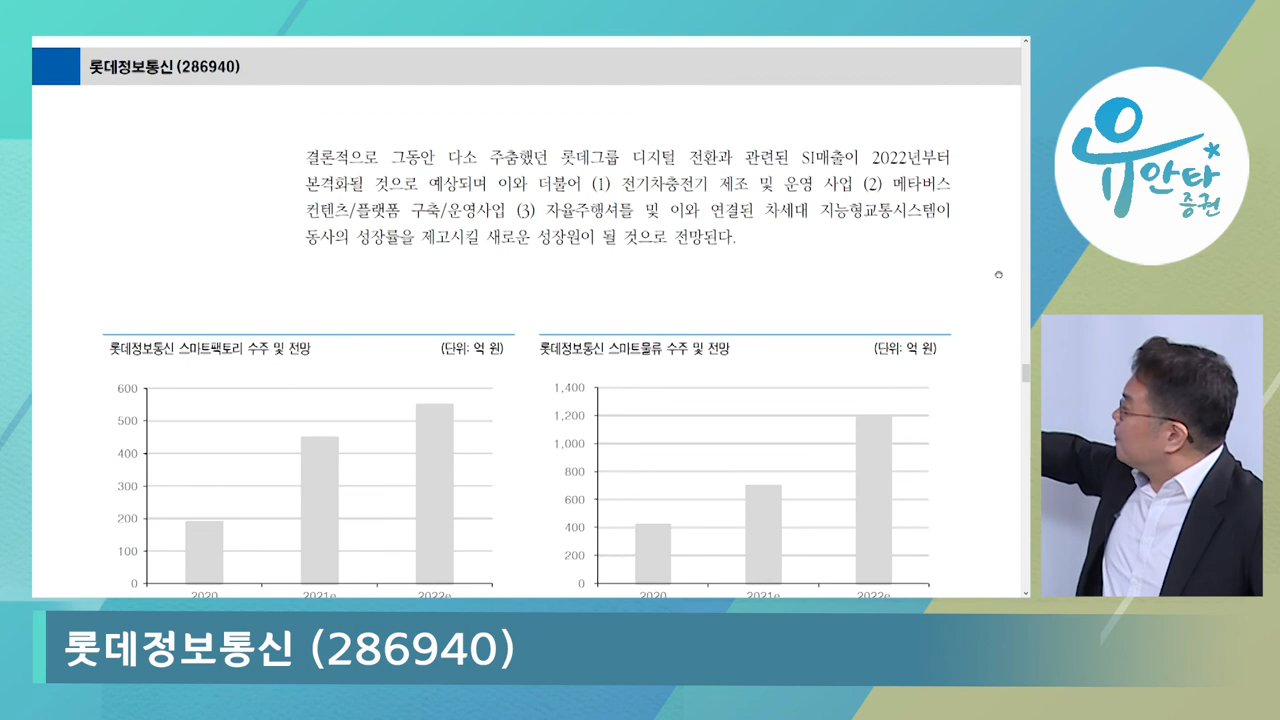 롯데정보통신 (286940)
결론적으로 그동안 다소 주춤했던 롯데그룹 디지털 전환과 관련된 SI매출이 2022년부터
본격화될 것으로 예상되며 이와 더불어 (1) 전기차충전기 제조 및 운영 사업 (2) 메타버스
컨텐츠/플랫폼 구축/운영사업 (3) 자율주행셔틀 및 이와 연결된 차세대 지능형교통시스템이
동사의 성장률을 제고시킬 새로운 성장원이 될 것으로 전망된다.
롯데정보통신 스마트팩토리 수주 및 전망 (단위: 억 원)
600
500
400
300
200
100
0
2020 2021e 2022e
롯데정보통신 스마트물류 수주 및 전망 (단위: 억 원)
1,400
1,200
1,000
800
600
400
200
0
2020 2021e 2022e
유안타
증권
롯데정보통신 (286940)